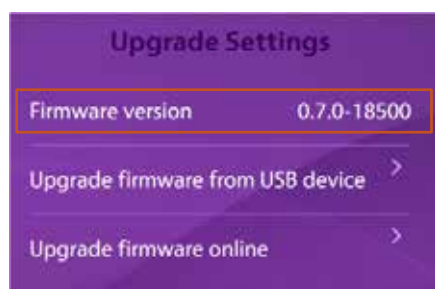 Upgrade Settings
Firmware version 0.7.0-18500
Upgrade firmware from USB device >
Upgrade firmware online >